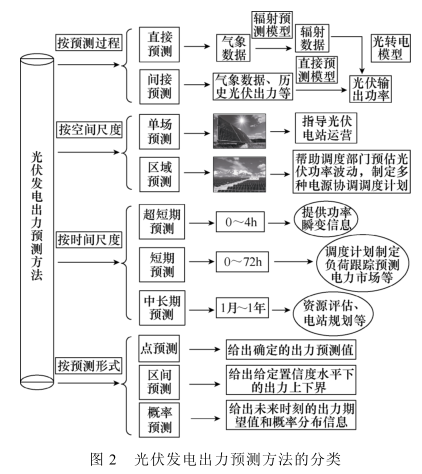 光伏发电出力预测方法
按预测过程
直接
预测
气象
数据
辐射预
测模型
辐射
数据
光转电
模型
间接
预测
气象数据、历
史光伏出力等
直接预
测模型
光伏输
出功率
按空间尺度
单场
预测
指导光伏
电站运营
区域
预测
帮助调度部门预估光
伏功率波动，制定多
种电源协调调度计划
按时间尺度
超短期
预测
0～4h
提供功率
瞬变信息
短期
预测
0～72h
调度计划制定
负荷跟踪预测
电力市场等
中长期
预测
1月～1年
资源评估、
电站规划等
按预测形式
点预测
给出确定的出力预测值
区间
预测
给出给定置信度水平下
的出力上下界
概率
预测
给出未来时刻的出力期
望值和概率分布信息
图 2 光伏发电出力预测方法的分类